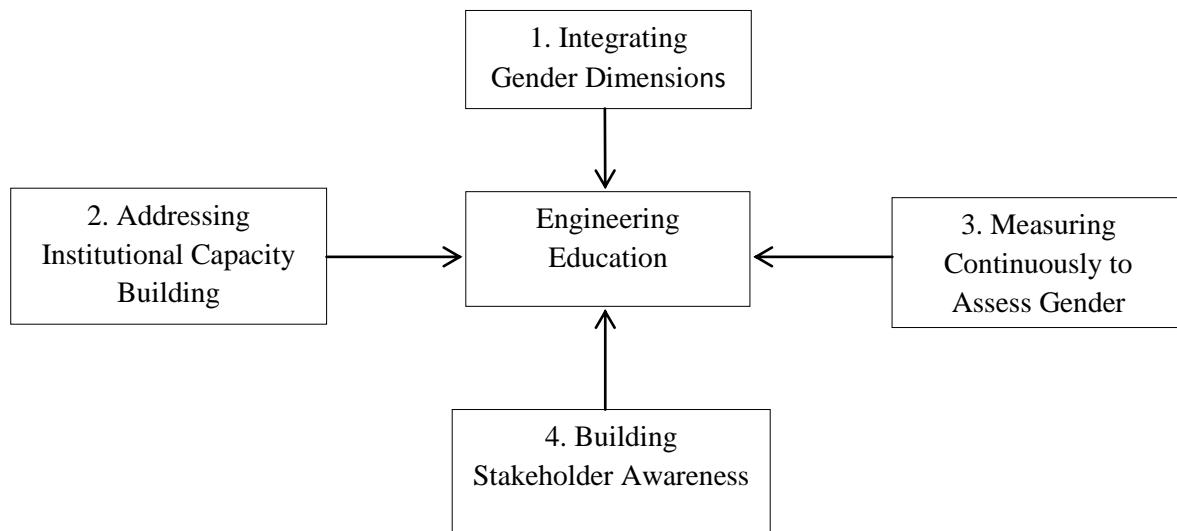 1. Integrating
Gender Dimensions
2. Addressing
Institutional Capacity
Building
Engineering
Education
3. Measuring
Continuously to
Assess Gender
4. Building
Stakeholder Awareness